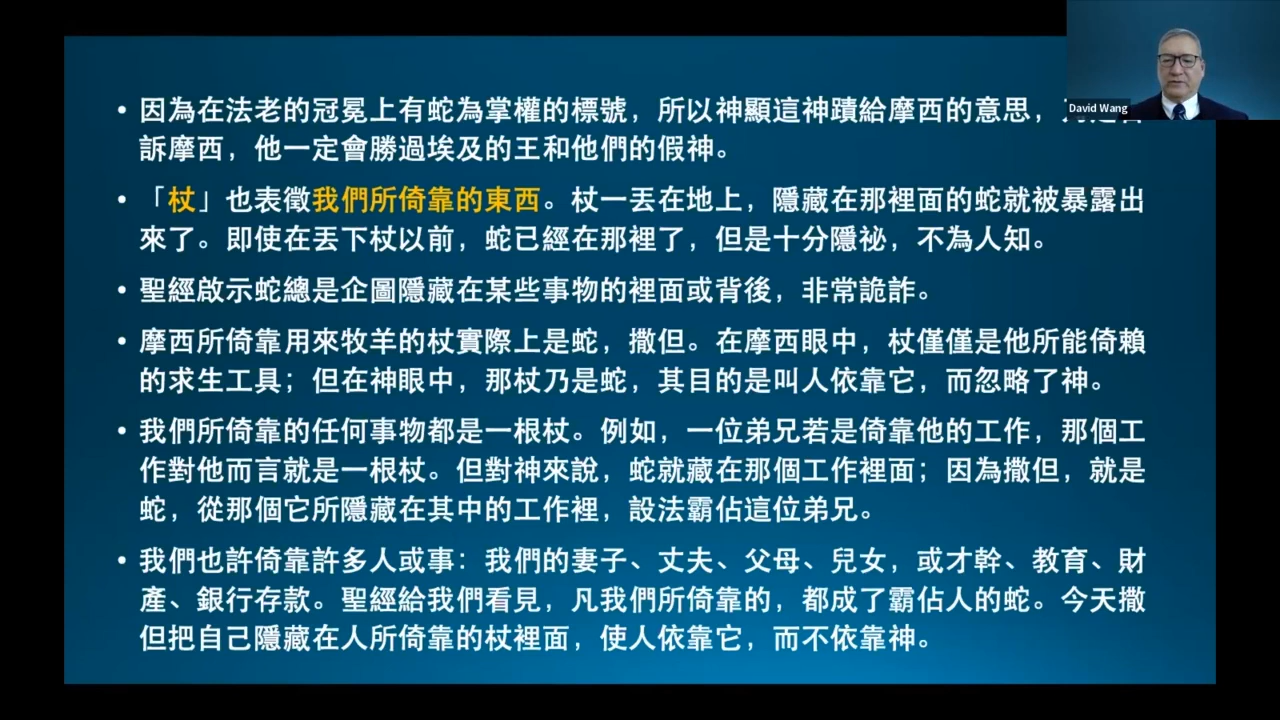 David Wang
• 因為在法老的冠冕上有蛇為掌權的標號，所以神顯這神蹟給摩西的意思，
訴摩西，他一定會勝過埃及的王和他們的假神。
• 「杖」也表徵我們所倚靠的東西。杖一丟在地上，隱藏在那裡面的蛇就被暴露出
來了。即使在丟下杖以前，蛇已經在那裡了，但是十分隱祕，不為人知。
• 聖經啟示蛇總是企圖隱藏在某些事物的裡面或背後，非常詭詐。
• 摩西所倚靠用來牧羊的杖實際上是蛇，撒但。在摩西眼中，杖僅僅是他所能倚賴
的求生工具；但在神眼中，那杖乃是蛇，其目的是叫人依靠它，而忽略了神。
• 我們所倚靠的任何事物都是一根杖。例如，一位弟兄若是倚靠他的工作，那個工
作對他而言就是一根杖。但對神來說，蛇就藏在那個工作裡面；因為撒但，就是
蛇，從那個它所隱藏在其中的工作裡，設法霸佔這位弟兄。
• 我們也許倚靠許多人或事：我們的妻子、丈夫、父母、兒女，或才幹、教育、財
產、銀行存款。聖經給我們看見，凡我們所倚靠的，都成了霸佔人的蛇。今天撒
但把自己隱藏在人所倚靠的杖裡面，使人依靠它，而不依靠神。